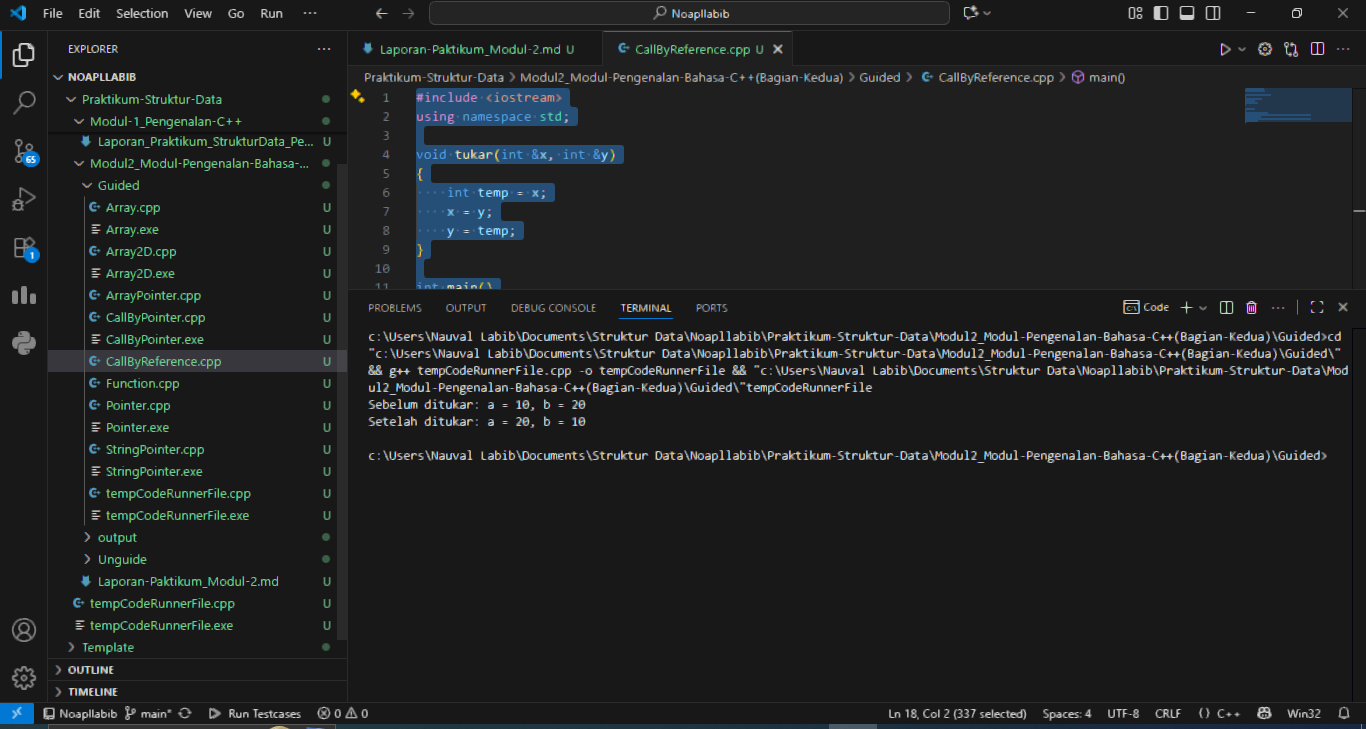 File Edit Selection View Go Run ··· Noapllabib
EXPLORER ···
NOAPLLABIB
Praktikum-Struktur-Data
Modul-1_Pengenalan-C++
Laporan_Praktikum_StrukturData_Pe... U
Modul2_Modul-Pengenalan-Bahasa-...
Guided
Array.cpp U
Array.exe U
Array2D.cpp U
Array2D.exe U
ArrayPointer.cpp U
CallByPointer.cpp U
CallByPointer.exe U
CallByReference.cpp U
Function.cpp U
Pointer.cpp U
Pointer.exe U
StringPointer.cpp U
StringPointer.exe U
tempCodeRunnerFile.cpp U
tempCodeRunnerFile.exe U
output
Unguide
Laporan-Paktikum_Modul-2.md U
tempCodeRunnerFile.cpp U
tempCodeRunnerFile.exe U
Template
OUTLINE
TIMELINE
65
1
Laporan-Paktikum_Modul-2.md U CallByReference.cpp U
Praktikum-Struktur-Data > Modul2_Modul-Pengenalan-Bahasa-C++(Bagian-Kedua) > Guided > CallByReference.cpp > main()
1 #include <iostream>
2 using namespace std;
3
4 void tukar(int &x, int &y)
5 {
6 int temp = x;
7 x = y;
8 y = temp;
9 }
10
11 int main()
PROBLEMS OUTPUT DEBUG CONSOLE TERMINAL PORTS Code
c:\Users\Nauval Labib\Documents\Struktur Data\Noapllabib\Praktikum-Struktur-Data\Modul2_Modul-Pengenalan-Bahasa-C++(Bagian-Kedua)\Guided>cd
"c:\Users\Nauval Labib\Documents\Struktur Data\Noapllabib\Praktikum-Struktur-Data\Modul2_Modul-Pengenalan-Bahasa-C++(Bagian-Kedua)\Guided\"
&& g++ tempCodeRunnerFile.cpp -o tempCodeRunnerFile && "c:\Users\Nauval Labib\Documents\Struktur Data\Noapllabib\Praktikum-Struktur-Data\Mod
ul2_Modul-Pengenalan-Bahasa-C++(Bagian-Kedua)\Guided\"tempCodeRunnerFile
Sebelum ditukar: a = 10, b = 20
Setelah ditukar: a = 20, b = 10
c:\Users\Nauval Labib\Documents\Struktur Data\Noapllabib\Praktikum-Struktur-Data\Modul2_Modul-Pengenalan-Bahasa-C++(Bagian-Kedua)\Guided>
Noapllabib main* Run Testcases 0 0 Ln 18, Col 2 (337 selected) Spaces: 4 UTF-8 CRLF C++ Win32